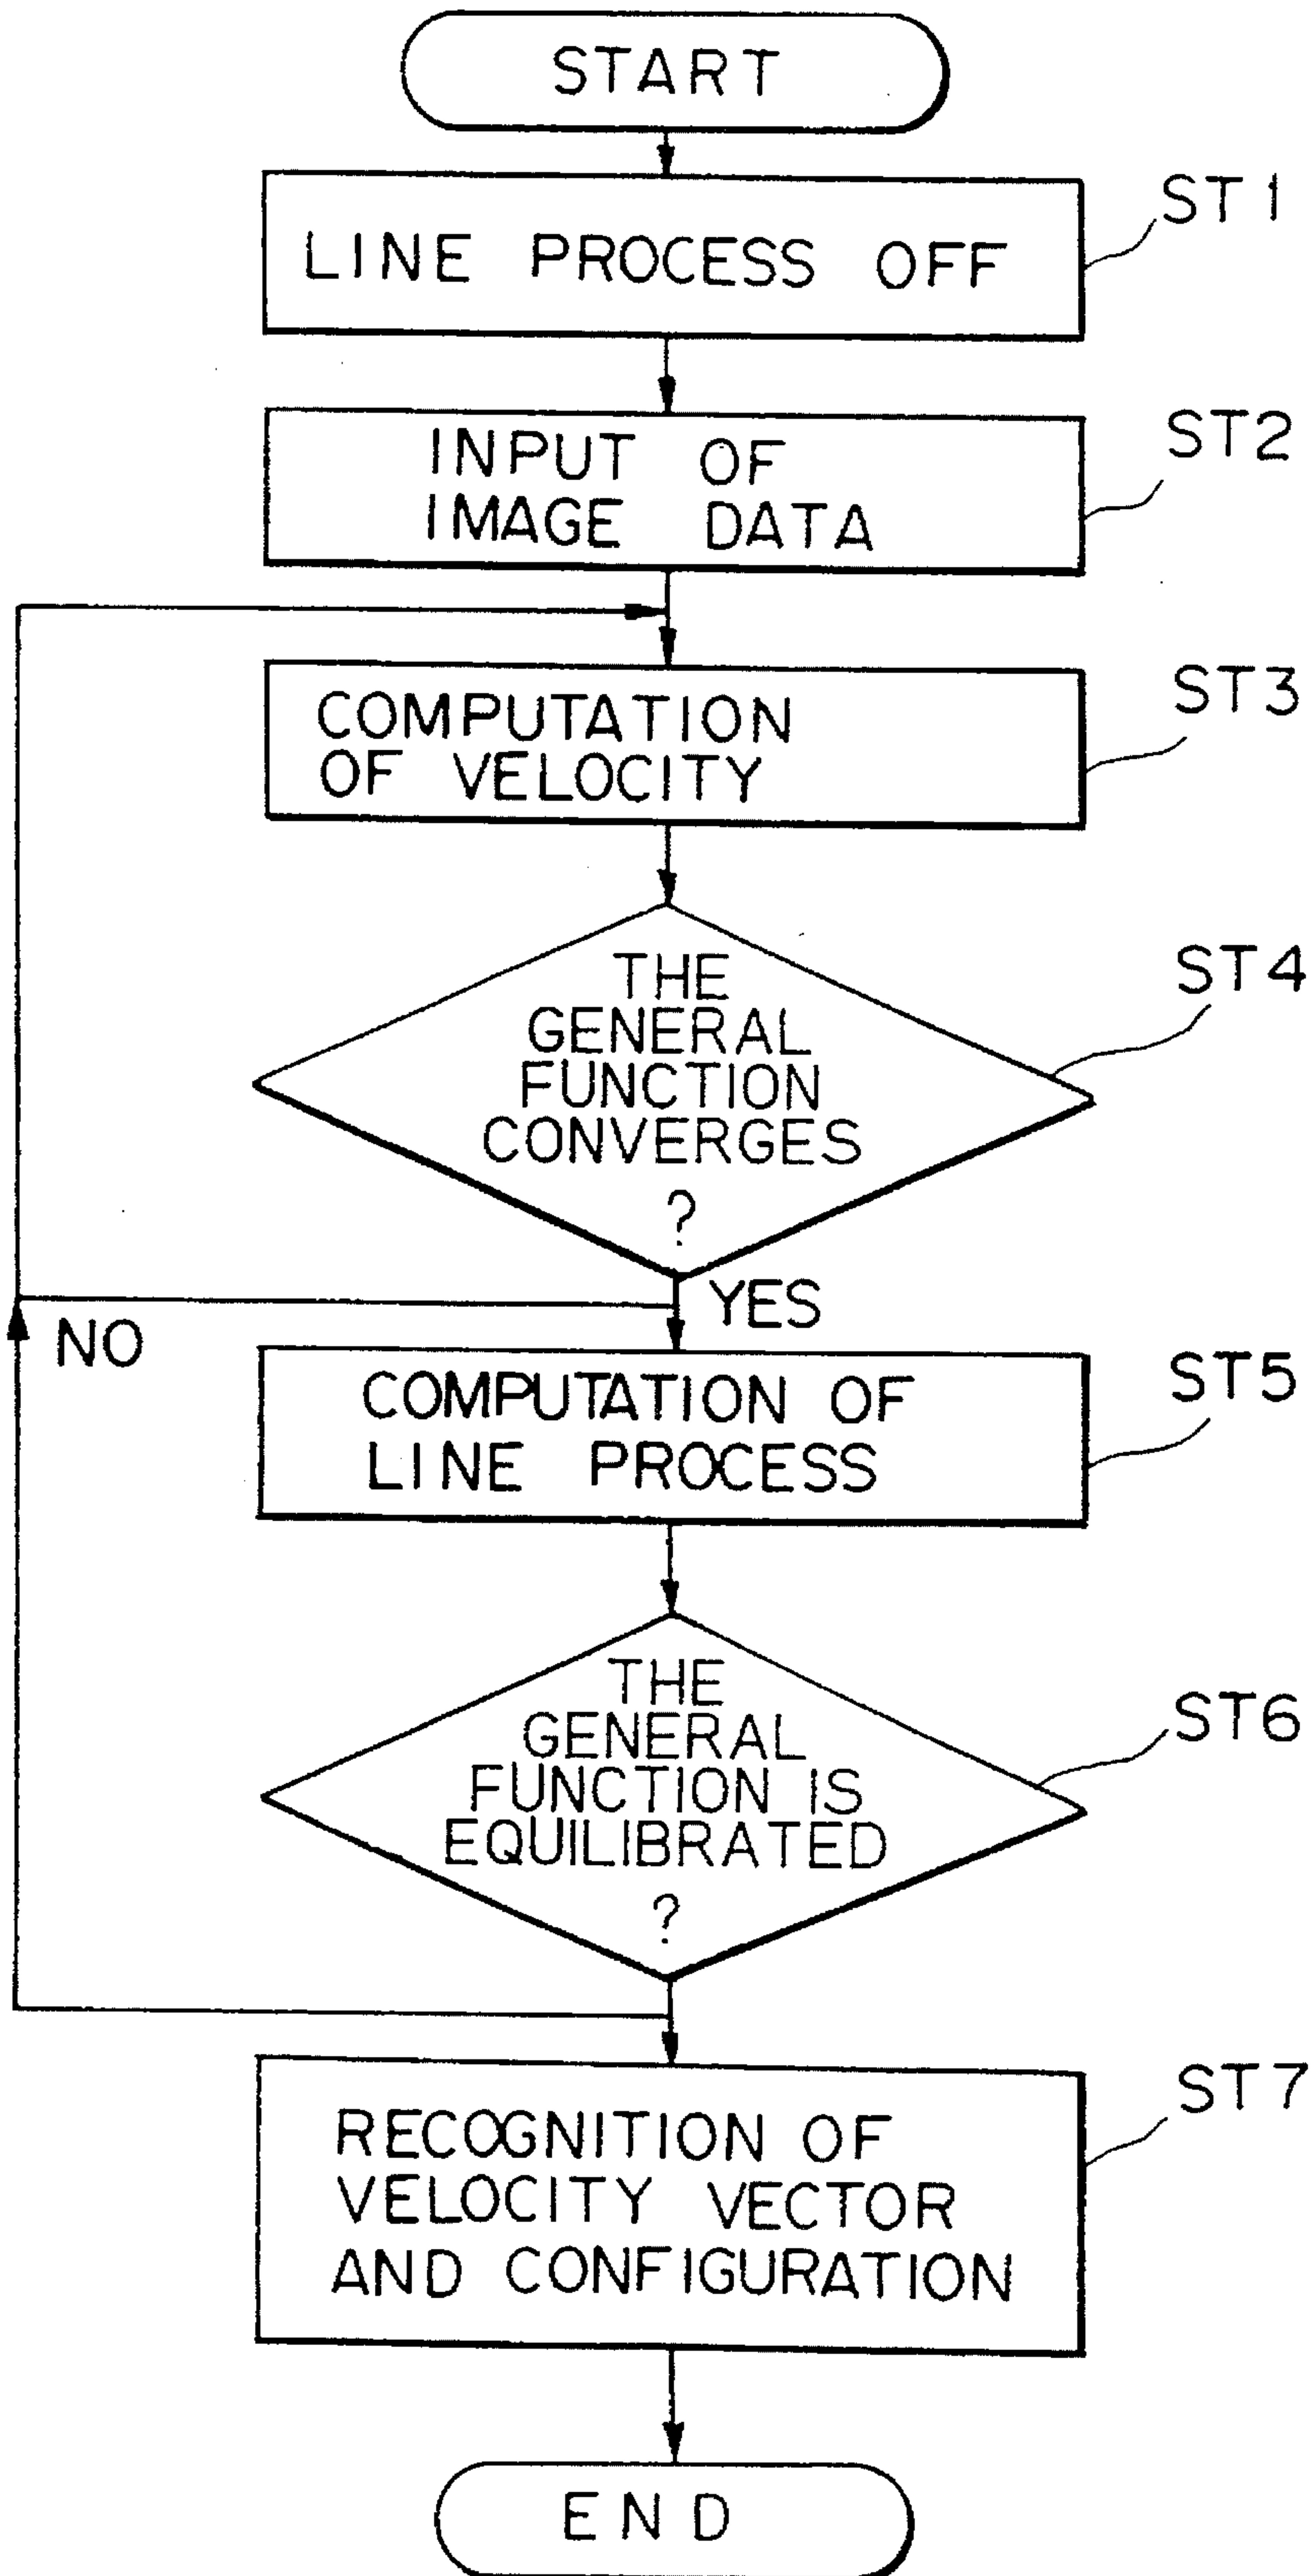 START
ST1
LINE PROCESS OFF
ST2
INPUT OF
IMAGE DATA
ST3
COMPUTATION
OF VELOCITY
ST4
THE
GENERAL
FUNCTION
CONVERGES
?
YES
NO
ST5
COMPUTATION OF
LINE PROCESS
ST6
THE
GENERAL
FUNCTION IS
EQUILIBRATED
?
ST7
RECOGNITION OF
VELOCITY VECTOR
AND CONFIGURATION
END